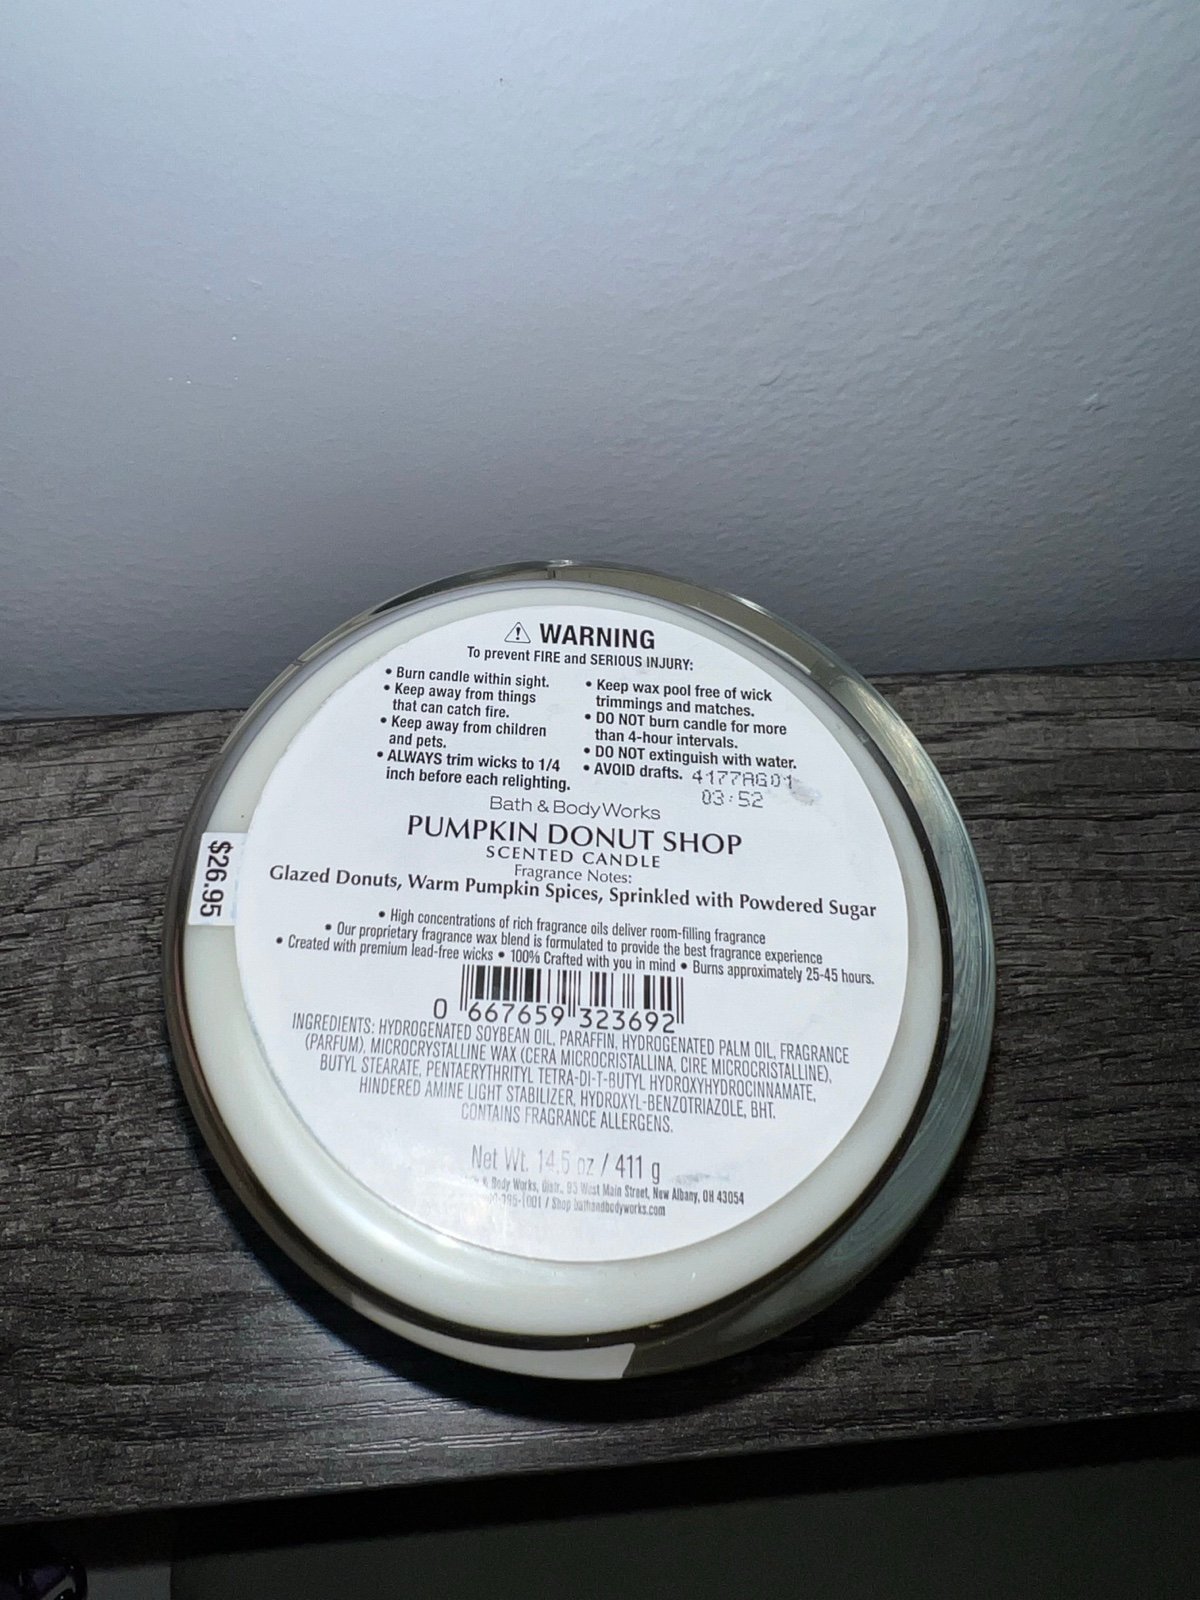 WARNING
To prevent FIRE and SERIOUS INJURY:
• Burn candle within sight.
• Keep away from things
that can catch fire.
• Keep away from children
and pets.
• ALWAYS trim wicks to 1/4
inch before each relighting.
• Keep wax pool free of wick
trimmings and matches.
• DO NOT burn candle for more
than 4-hour intervals.
• DO NOT extinguish with water.
• AVOID drafts.
4177AG01
03:52
Bath & Body Works
PUMPKIN DONUT SHOP
SCENTED CANDLE
Fragrance Notes:
Glazed Donuts, Warm Pumpkin Spices, Sprinkled with Powdered Sugar
$26.95
• High concentrations of rich fragrance oils deliver room-filling fragrance
• Our proprietary fragrance wax blend is formulated to provide the best fragrance experience
• Created with premium lead-free wicks • 100% Crafted with you in mind • Burns approximately 25-45 hours.
0 667659 323692
INGREDIENTS: HYDROGENATED SOYBEAN OIL, PARAFFIN, HYDROGENATED PALM OIL, FRAGRANCE
(PARFUM), MICROCRYSTALLINE WAX (CERA MICROCRISTALLINA, CIRE MICROCRISTALLINE),
BUTYL STEARATE, PENTAERYTHRITYL TETRA-DI-T-BUTYL HYDROXYHYDROCINNAMATE,
HINDERED AMINE LIGHT STABILIZER, HYDROXYL-BENZOTRIAZOLE, BHT.
CONTAINS FRAGRANCE ALLERGENS.
Net Wt. 14.5 oz / 411 g
& Body Works, Distr., 95 West Main Street, New Albany, OH 43054
/ Shop bathandbodyworks.com